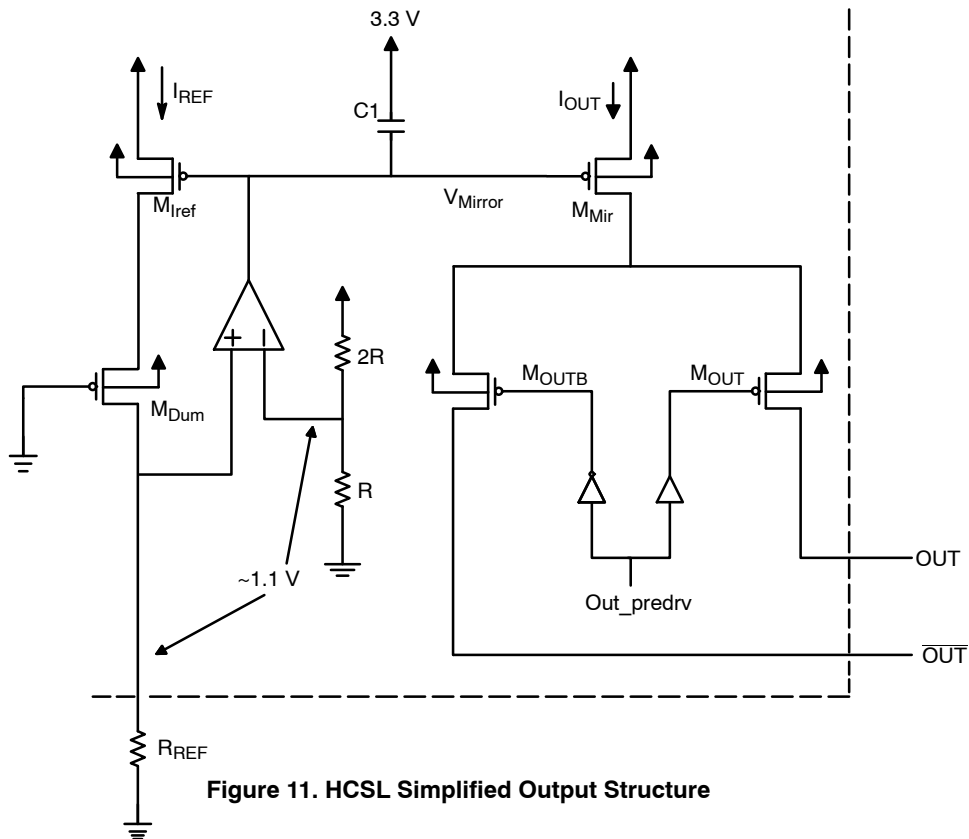 3.3 V
I_REF
C1
I_OUT
M_Iref
V_Mirror
M_Mir
+
–
2R
M_Dum
M_OUTB
M_OUT
R
~1.1 V
Out_predrv
OUT
O̅U̅T̅
R_REF
Figure 11. HCSL Simplified Output Structure